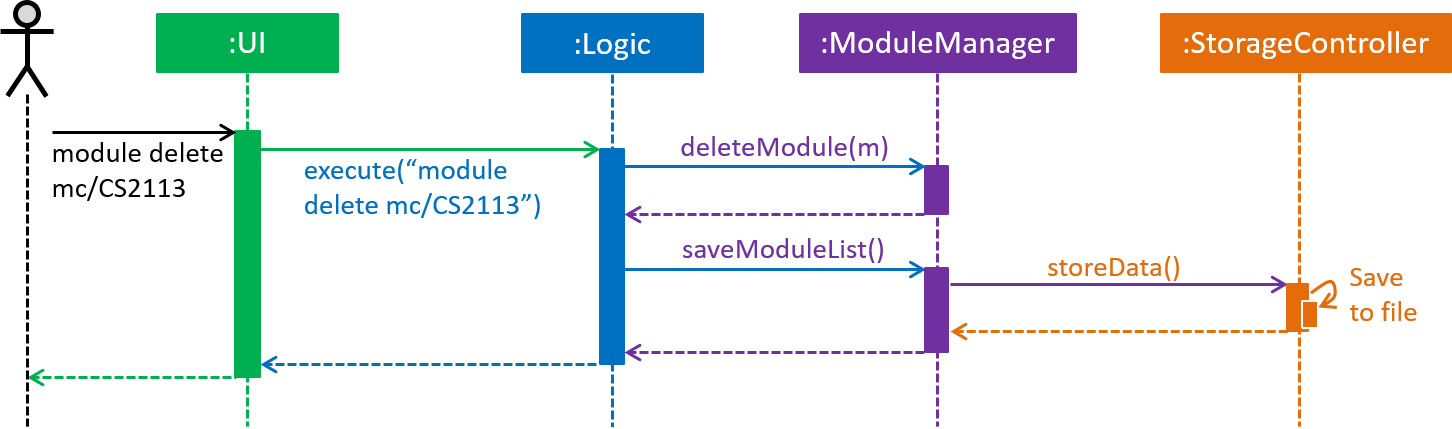 :UI
:Logic
:ModuleManager
:StorageController
module delete
mc/CS2113
execute(“module
delete mc/CS2113”)
deleteModule(m)
saveModuleList()
storeData()
Save
to file